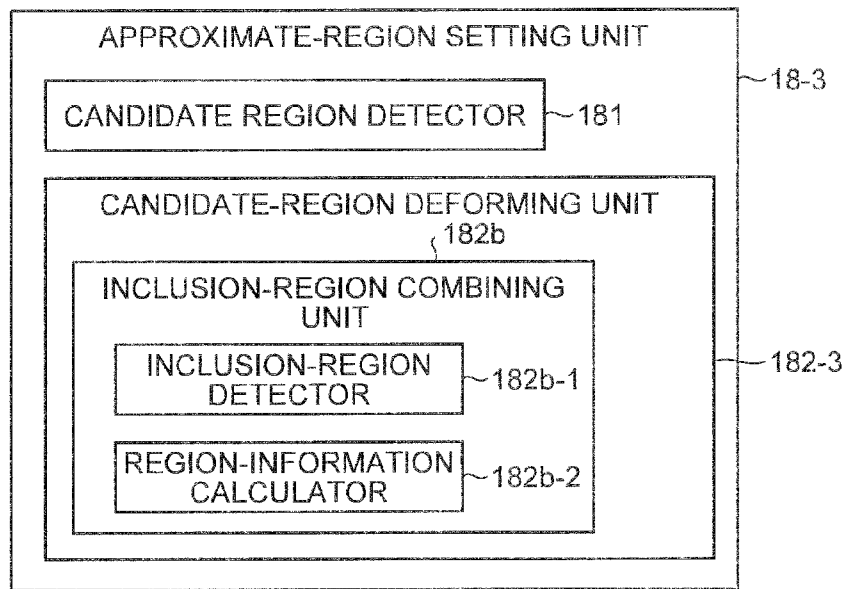 APPROXIMATE-REGION SETTING UNIT
18-3
CANDIDATE REGION DETECTOR
181
CANDIDATE-REGION DEFORMING UNIT
182b
INCLUSION-REGION COMBINING
UNIT
182-3
INCLUSION-REGION
DETECTOR
182b-1
REGION-INFORMATION
CALCULATOR
182b-2